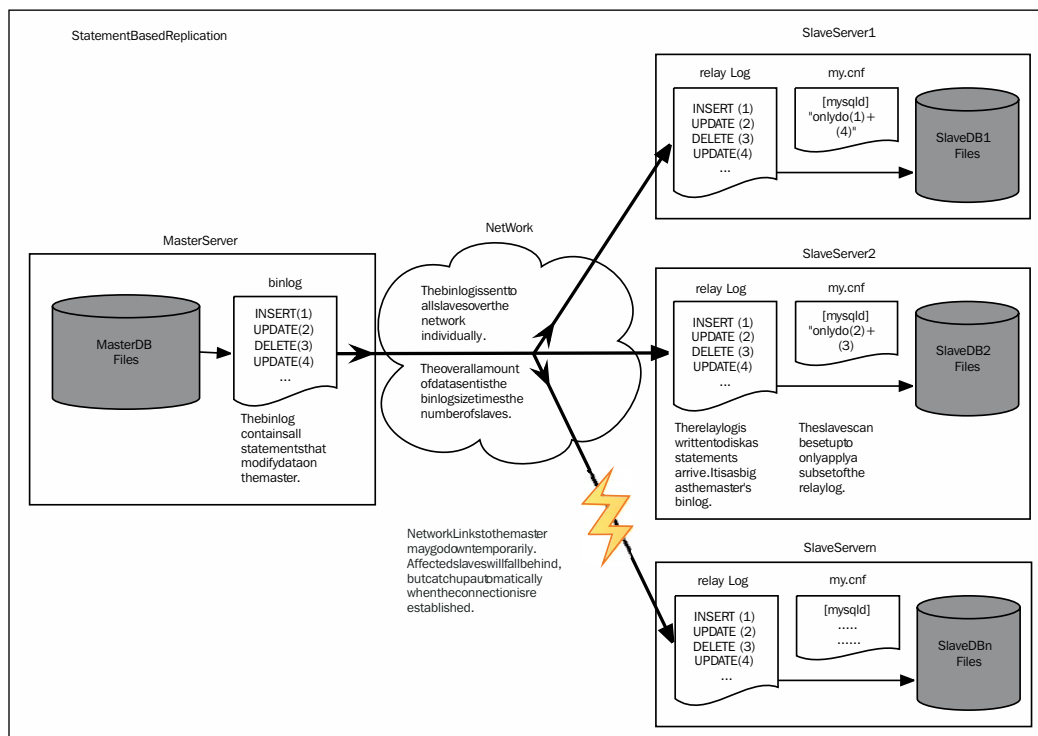 StatementBasedReplication
MasterServer
MasterDB
Files
binlog
INSERT(1)
UPDATE(2)
DELETE(3)
UPDATE(4)
...
Thebinlog
containsall
statementsthat
modifydataon
themaster.
NetWork
Thebinlogissentto
allslavesoverthe
network
individually.
Theoverallamount
ofdatasentisthe
binlogsizetimesthe
numberofslaves.
NetworkLinkstothemaster
maygodowntemporarily.
Affectedslaveswillfallbehind,
butcatchupautomatically
whentheconnectionisre
established.
SlaveServer1
relay Log
INSERT (1)
UPDATE (2)
DELETE (3)
UPDATE(4)
...
my.cnf
[mysqld]
"onlydo(1)+
(4)"
SlaveDB1
Files
SlaveServer2
relay Log
INSERT (1)
UPDATE (2)
DELETE (3)
UPDATE(4)
...
my.cnf
[mysqld]
"onlydo(2)+
(3)
SlaveDB2
Files
Therelaylogis
writtentodiskas
statements
arrive.Itisasbig
asthemaster's
binlog.
Theslavescan
besetupto
onlyapplya
subsetofthe
relaylog.
SlaveServern
relay Log
INSERT (1)
UPDATE (2)
DELETE (3)
UPDATE(4)
...
my.cnf
[mysqld]
.....
......
SlaveDBn
Files